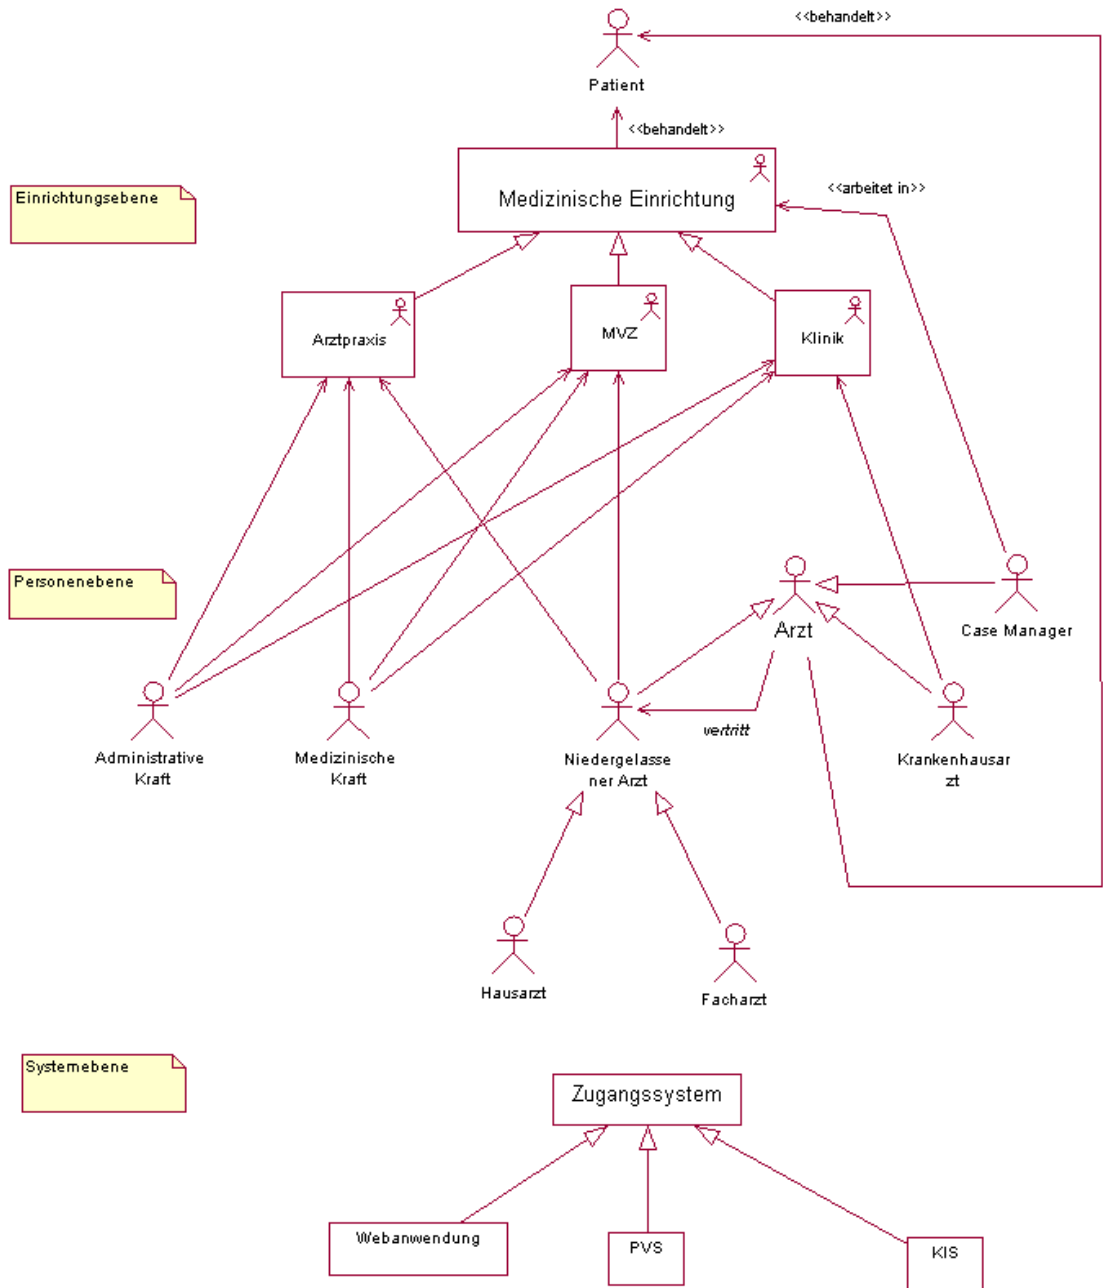 <<behandelt>>
Patient
<<behandelt>>
Einrichtungsebene
Medizinische Einrichtung
<<arbeitet in>>
Arztpraxis
MVZ
Klinik
Personenebene
Arzt
Case Manager
vertritt
Administrative
Kraft
Medizinische
Kraft
Niedergelasse
ner Arzt
Krankenhausar
zt
Hausarzt
Facharzt
Systemebene
Zugangssystem
Webanwendung
PVS
KIS